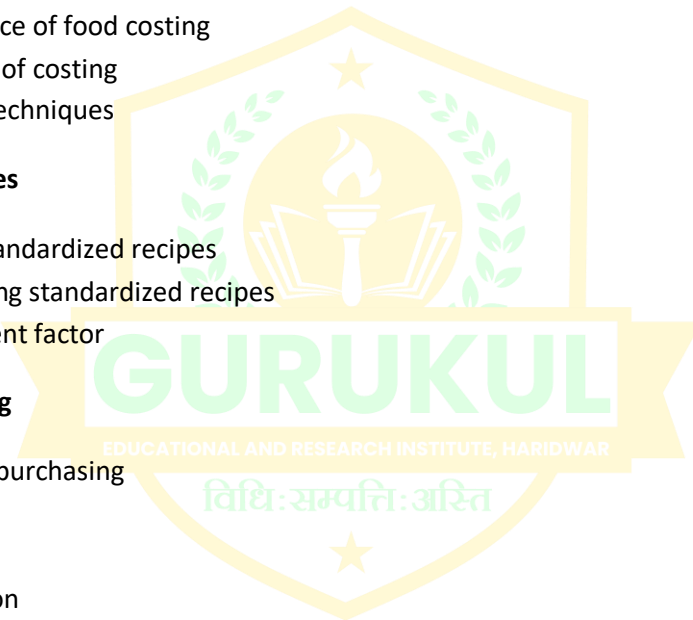 ce of food costing
of costing
echniques
es
andardized recipes
ng standardized recipes
ent factor
GURUKUL
g
EDUCATIONAL AND RESEARCH INSTITUTE, HARIDWAR
purchasing
विधि:सम्पत्ति:अस्ति
on